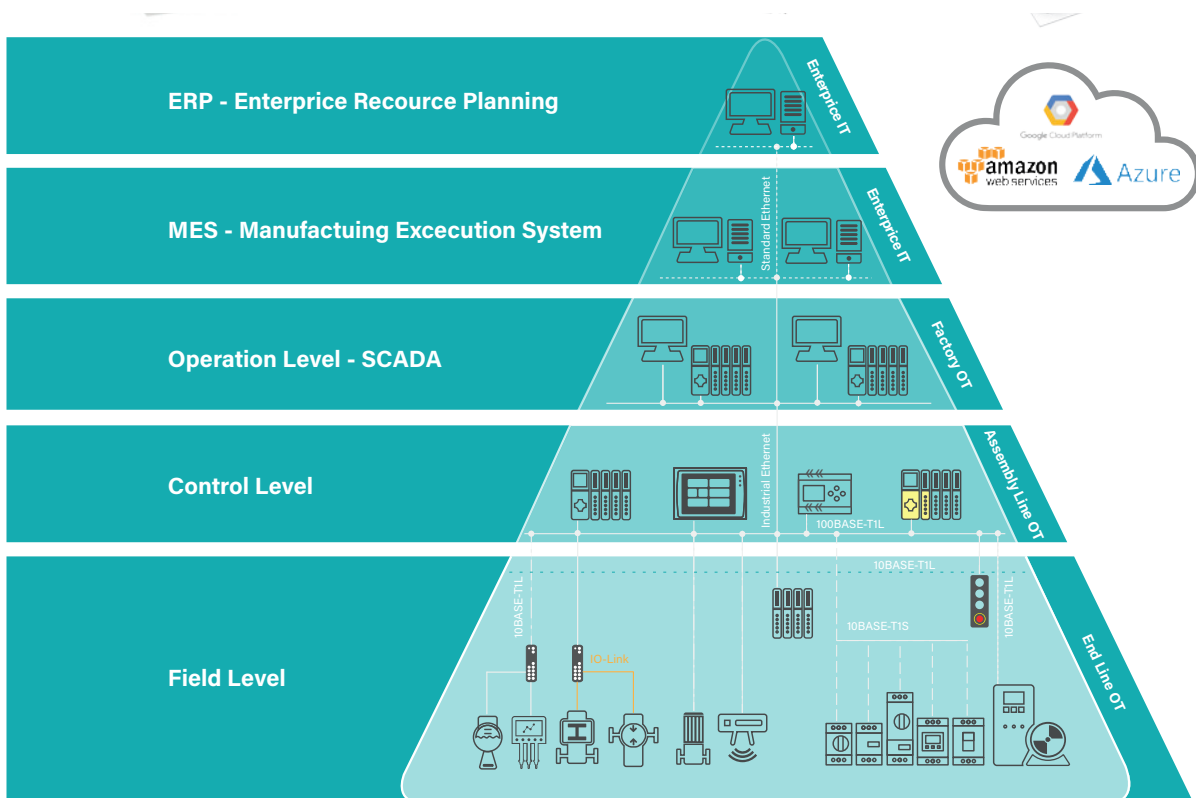 ERP - Enterprice Recource Planning
Enterprice IT
Google Cloud Platform
amazon
web services
Azure
MES - Manufactuing Excecution System
Standard Ethernet
Enterprice IT
Operation Level - SCADA
Factory OT
Control Level
Industrial Ethernet
100BASE-T1L
Assembly Line OT
10BASE-T1L
10BASE-T1L
10BASE-T1S
10BASE-T1L
IO-Link
Field Level
End Line OT